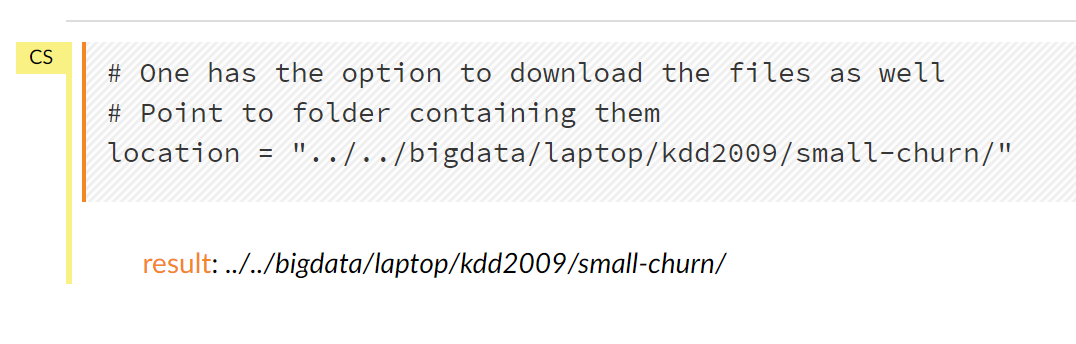 CS
# One has the option to download the files as well
# Point to folder containing them
location = "../../bigdata/laptop/kdd2009/small-churn/"
result: ../../bigdata/laptop/kdd2009/small-churn/